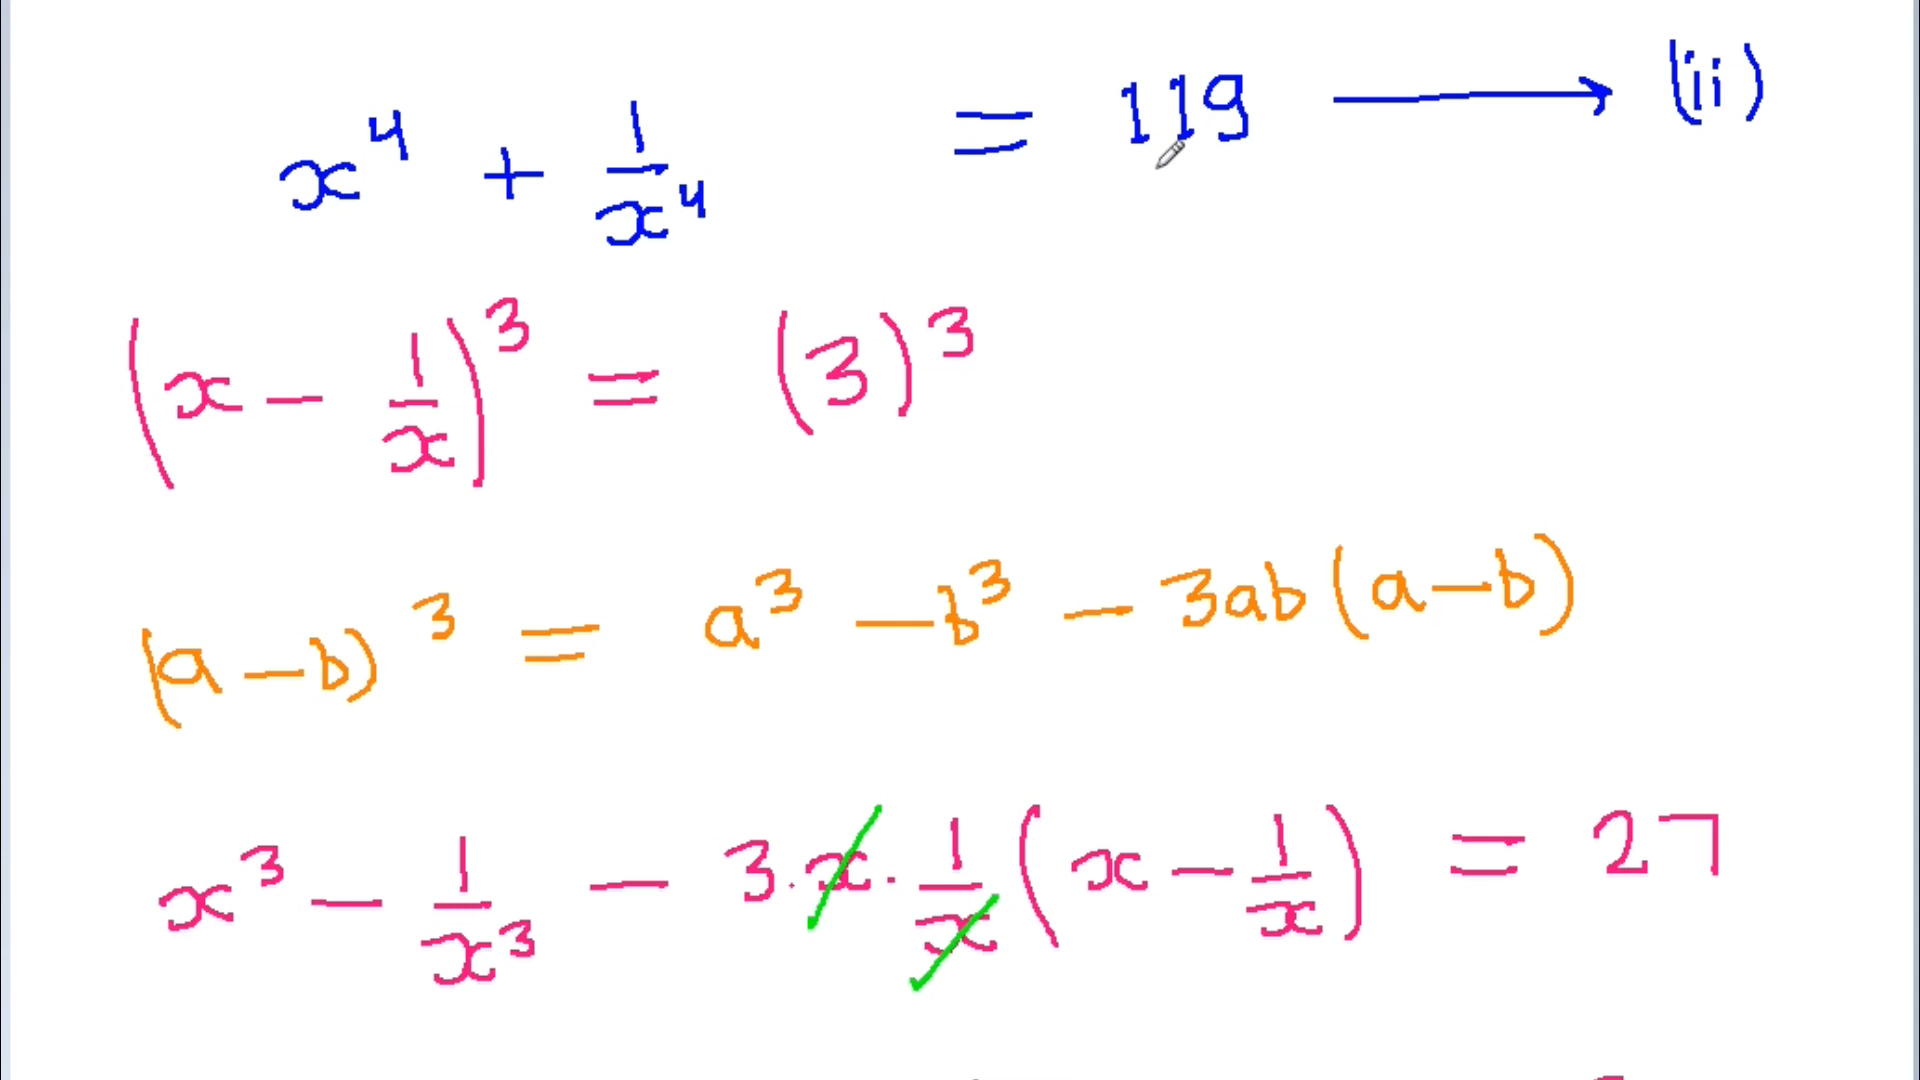 x⁴ + 1/x⁴ = 119 ⟶ (ii)
(x − 1/x)³ = (3)³
(a − b)³ = a³ − b³ − 3ab(a − b)
x³ − 1/x³ − 3·x·1/x(x − 1/x) = 27